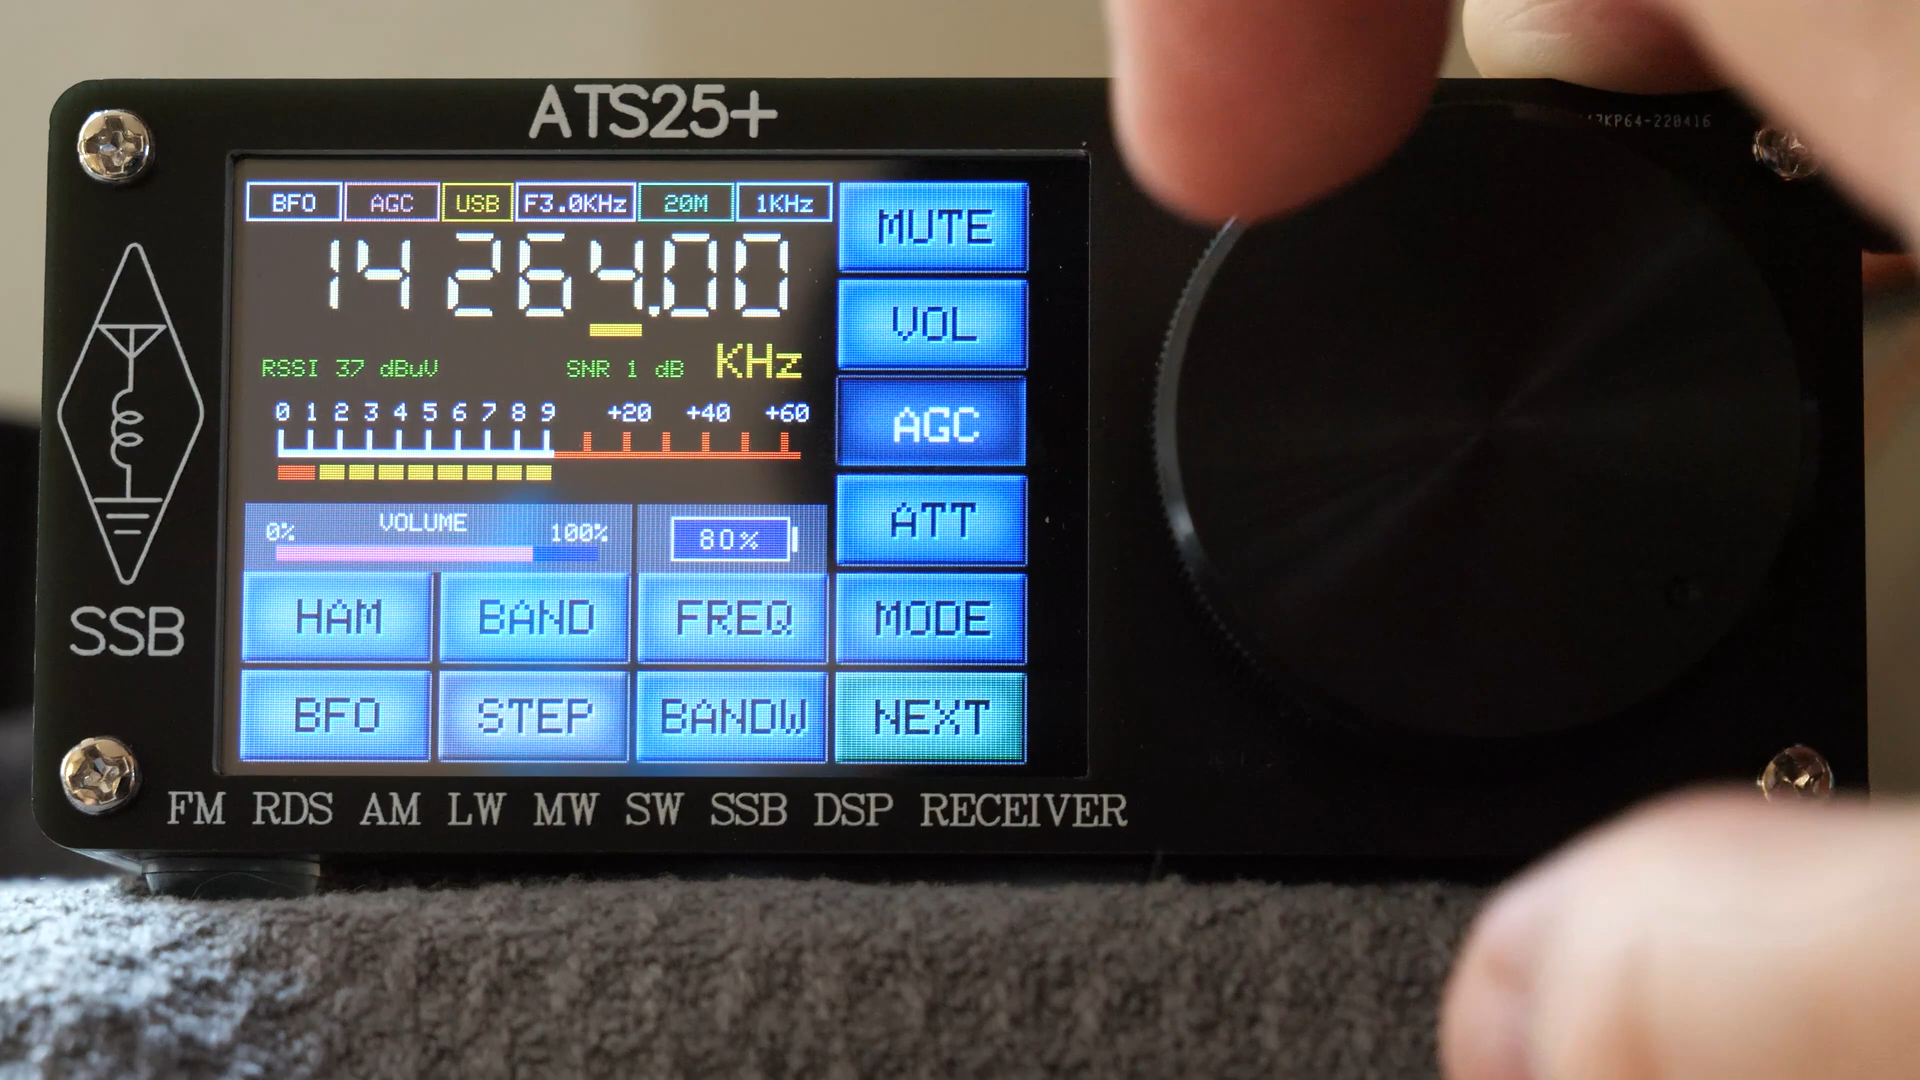 ATS25+
BFO AGC USB F3.0KHz 20M 1KHz
14 264.00
KHz
RSSI 37 dBuV SNR 1 dB
0 1 2 3 4 5 6 7 8 9 +20 +40 +60
0% VOLUME 100%
80%
MUTE
VOL
AGC
ATT
HAM BAND FREQ MODE
BFO STEP BANDW NEXT
SSB
FM RDS AM LW MW SW SSB DSP RECEIVER